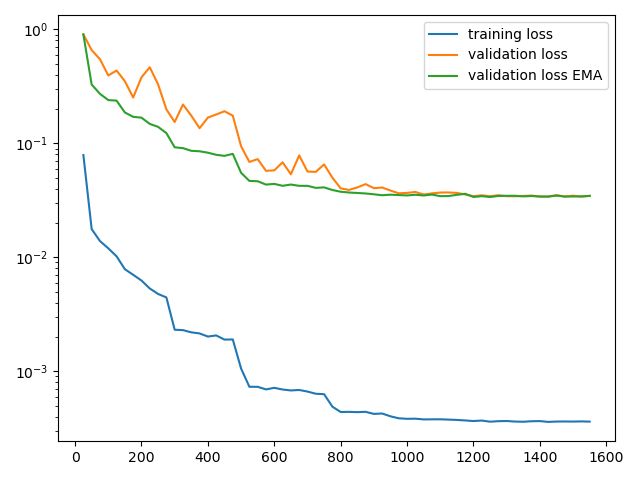 training loss
validation loss
validation loss EMA
10⁰
10⁻¹
10⁻²
10⁻³
0 200 400 600 800 1000 1200 1400 1600